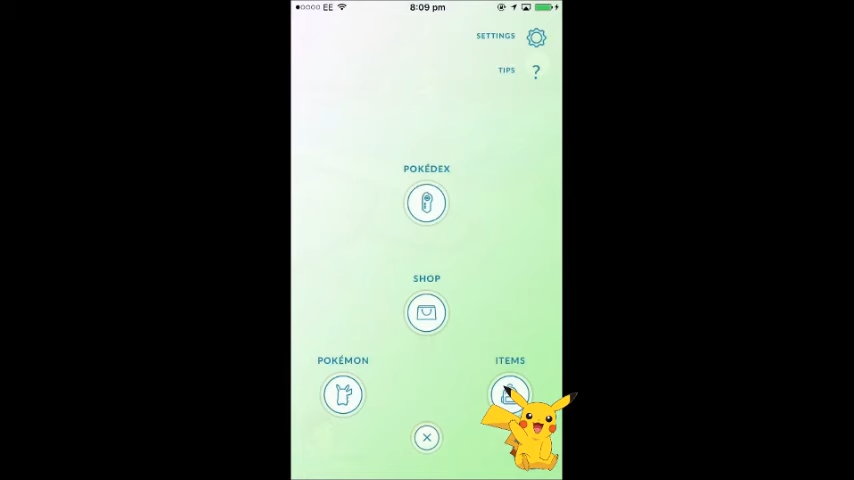 EE 8:09 pm
SETTINGS
TIPS ?
POKÉDEX
SHOP
POKÉMON ITEMS